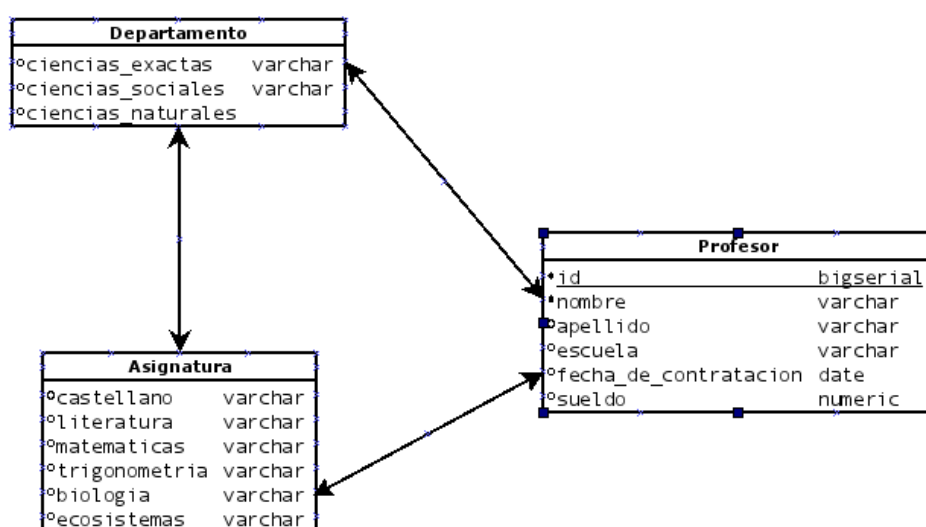 Departamento
ciencias_exactas varchar
ciencias_sociales varchar
ciencias_naturales
Profesor
id bigserial
nombre varchar
apellido varchar
escuela varchar
fecha_de_contratacion date
sueldo numeric
Asignatura
castellano varchar
literatura varchar
matematicas varchar
trigonometria varchar
biologia varchar
ecosistemas varchar